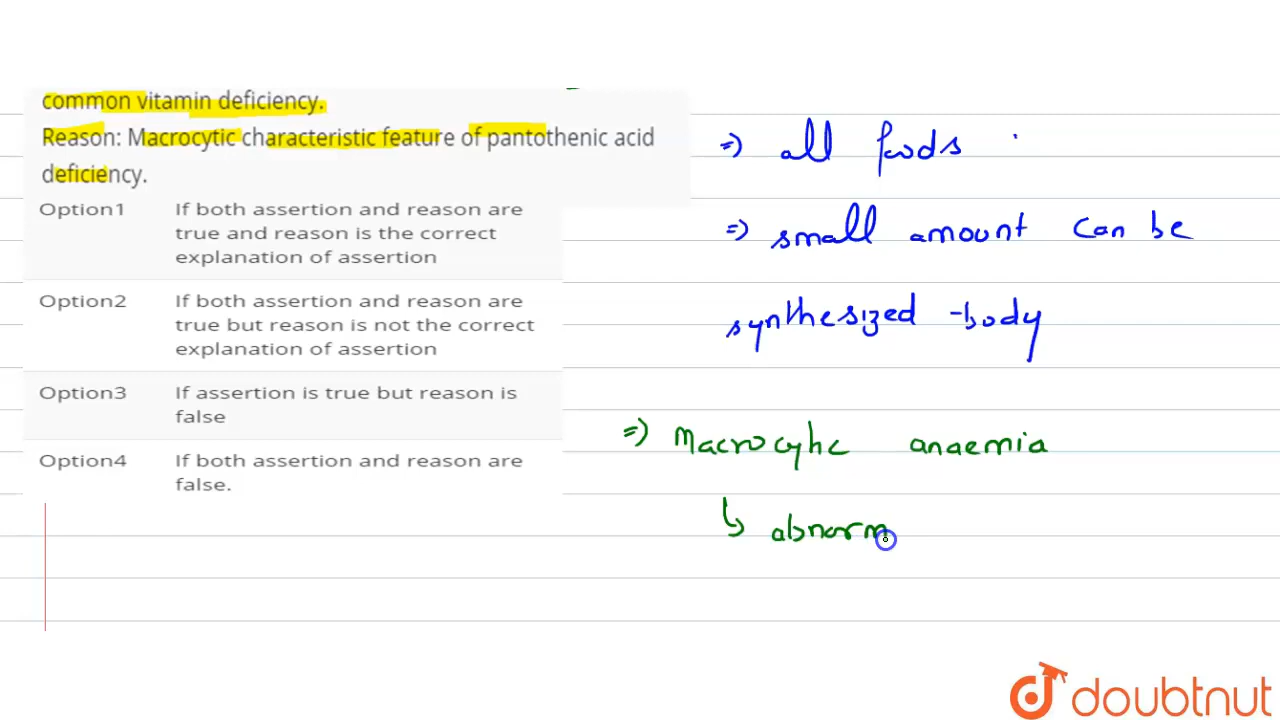 common vitamin deficiency.
Reason: Macrocytic characteristic feature of pantothenic acid
deficiency.
Option1 If both assertion and reason are
true and reason is the correct
explanation of assertion
Option2 If both assertion and reason are
true but reason is not the correct
explanation of assertion
Option3 If assertion is true but reason is
false
Option4 If both assertion and reason are
false.
⇒ all foods
⇒ small amount can be
synthesized -body
⇒ Macrocytic anaemia
↳ abnorm
doubtnut